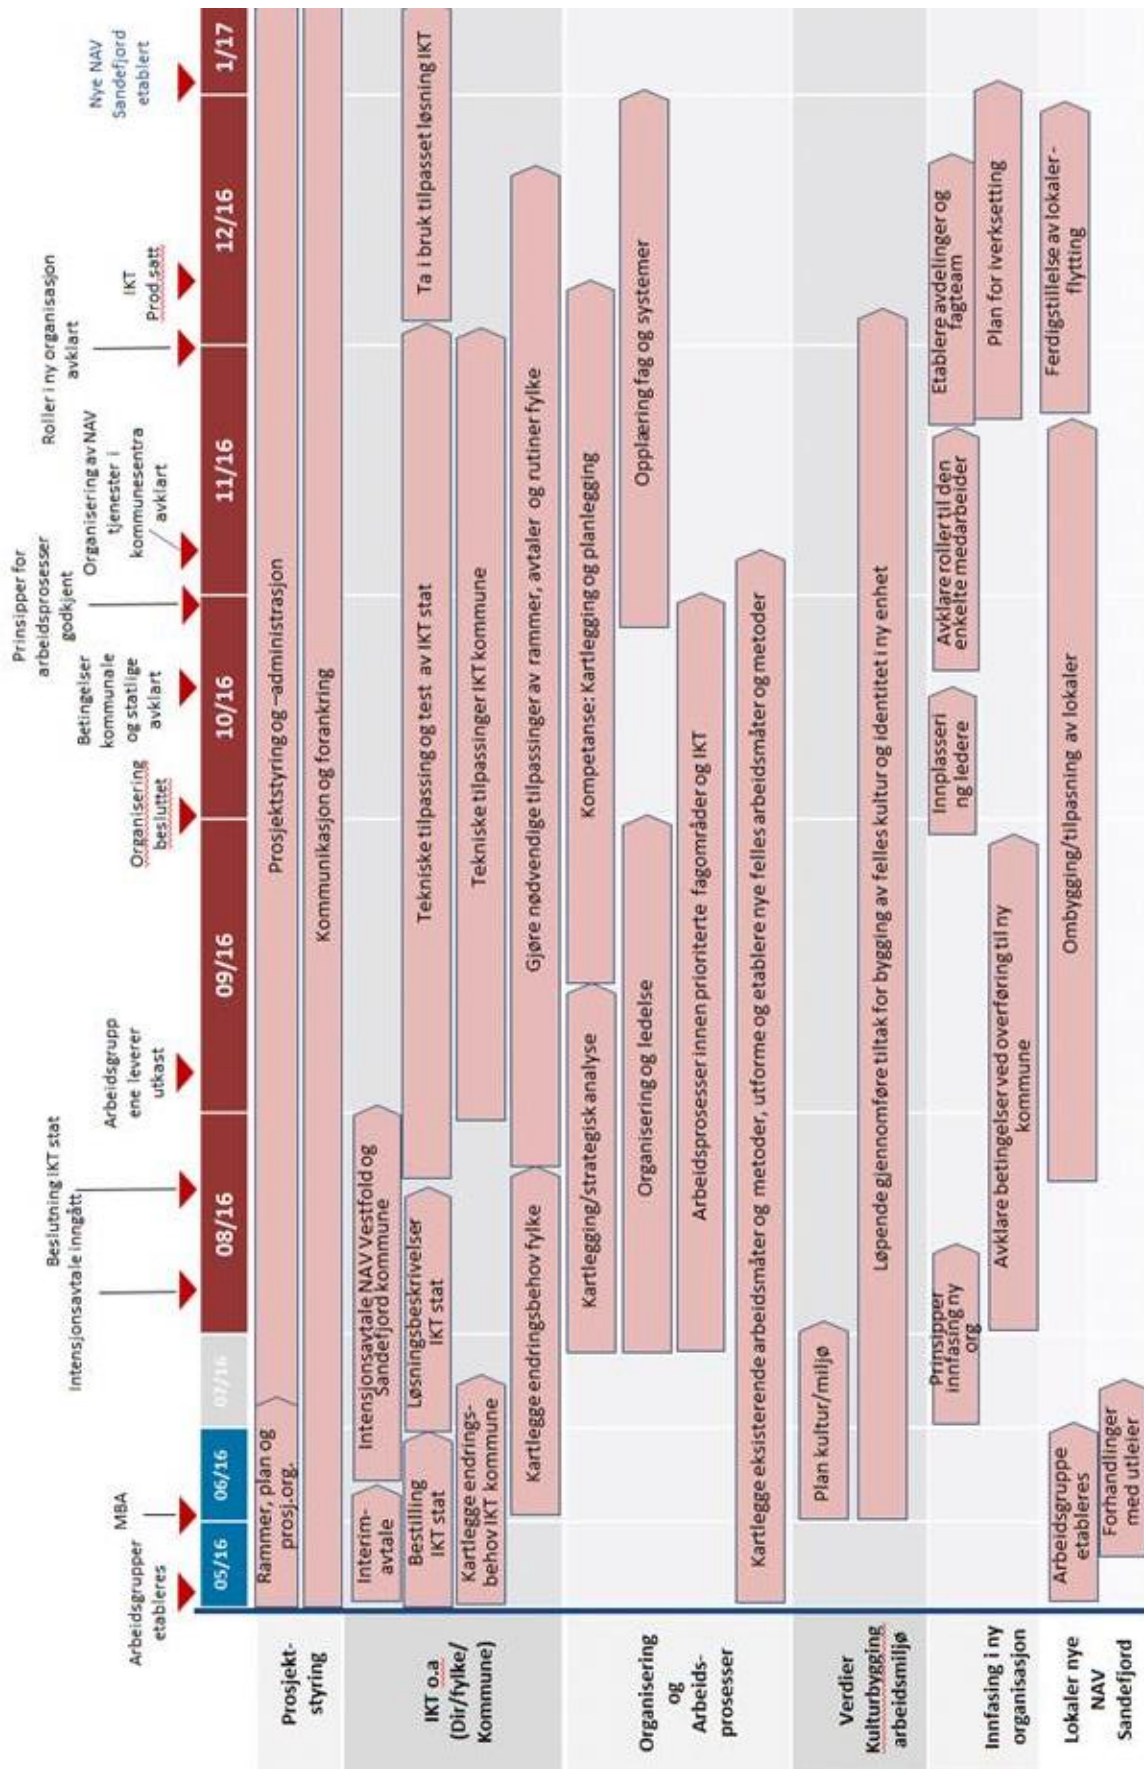 Arbeidsgrupper
etableres
MBA
Intensjonsavtale inngått
Beslutning IKT stat
Arbeidsgrupp
ene leverer
utkast
Organisering
besluttet
Betingelser
kommunale
og statlige
avklart
Prinsipper for
arbeidprosesser
godkjent
Organisering av NAV
tjenester i
kommunesentra
avklart
Roller i ny organisasjon
avklart
IKT
Prod.satt
Nye NAV
Sandefjord
etablert
05/16
06/16
07/16
08/16
09/16
10/16
11/16
12/16
1/17
Prosjekt-
styring
Rammer, plan og
prosj.org.
Prosjektstyring og –administrasjon
Kommunikasjon og forankring
IKT o.a
(Dir/fylke/
Kommune)
Interim-
avtale
Intensjonsavtale NAV Vestfold og
Sandefjord kommune
Bestilling
IKT stat
Løsningsbeskrivelser
IKT stat
Tekniske tilpassing og test av IKT stat
Ta i bruk tilpasset løsning IKT
Kartlegge endrings-
behov IKT kommune
Tekniske tilpassinger IKT kommune
Kartlegge endringsbehov fylke
Gjøre nødvendige tilpassinger av rammer, avtaler og rutiner fylke
Organisering
og
Arbeids-
prosesser
Kartlegging/strategisk analyse
Kompetanse: Kartlegging og planlegging
Organisering og ledelse
Opplæring fag og systemer
Arbeidsprosesser innen prioriterte fagområder og IKT
Kartlegge eksisterende arbeidsmåter og metoder, utforme og etablere nye felles arbeidsmåter og metoder
Verdier
Kulturbygging
arbeidsmiljø
Plan kultur/miljø
Løpende gjennomføre tiltak for bygging av felles kultur og identitet i ny enhet
Innfasing i ny
organisasjon
Prinsipper
innfasing ny
org
Innplasseri
ng ledere
Avklare roller til den
enkelte medarbeider
Etablere avdelinger og
fagteam
Avklare betingelser ved overføring til ny
kommune
Plan for iverksetting
Lokaler nye
NAV
Sandefjord
Arbeidsgruppe
etableres
Ombygging/tilpasning av lokaler
Ferdigstillelse av lokaler -
flytting
Forhandlinger
med utleier